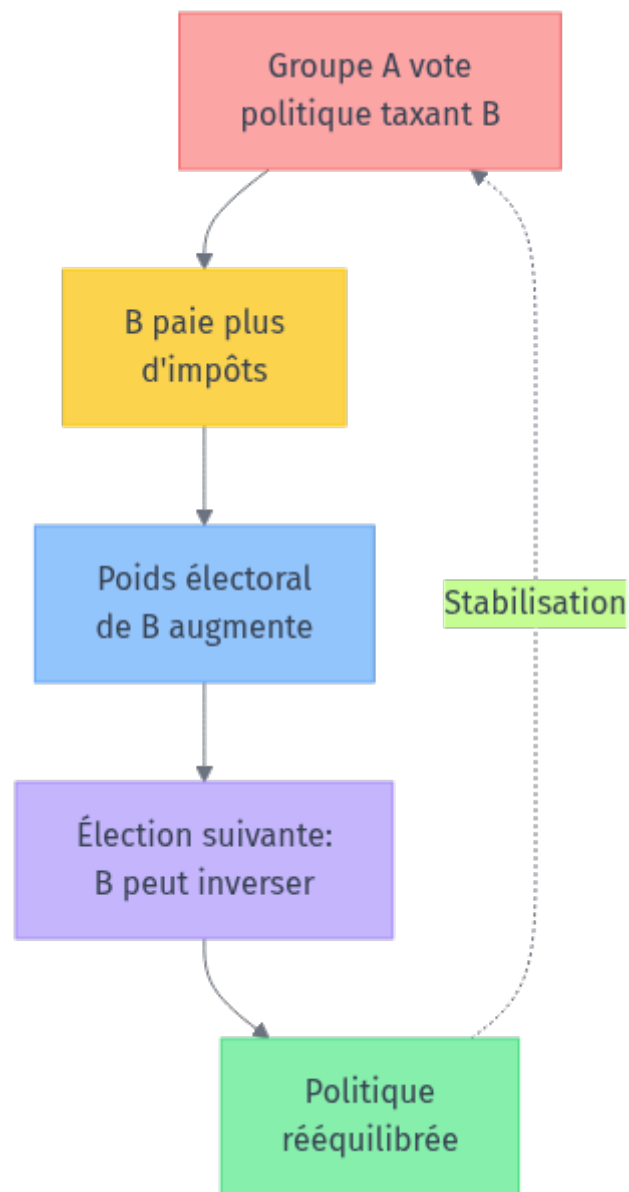 Groupe A vote
politique taxant B
B paie plus
d'impôts
Poids électoral
de B augmente
Stabilisation
Élection suivante:
B peut inverser
Politique
rééquilibrée